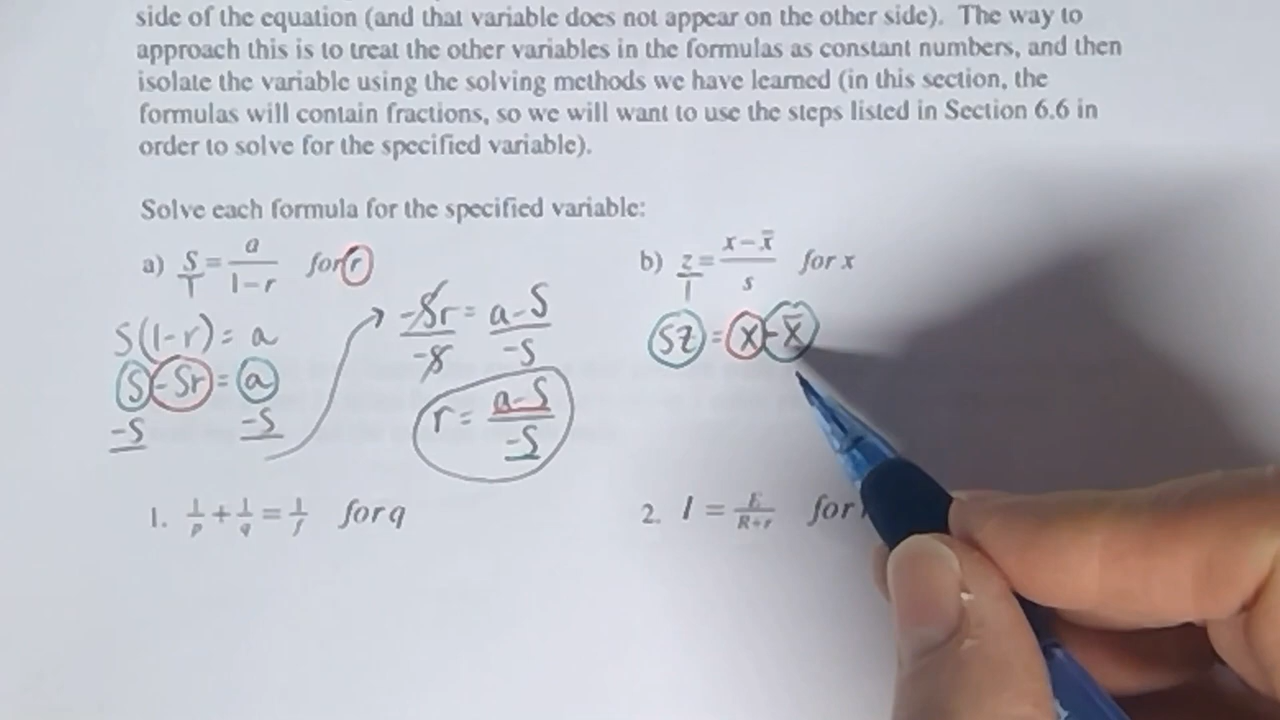 side of the equation (and that variable does not appear on the other side). The way to
approach this is to treat the other variables in the formulas as constant numbers, and then
isolate the variable using the solving methods we have learned (in this section, the
formulas will contain fractions, so we will want to use the steps listed in Section 6.6 in
order to solve for the specified variable).
Solve each formula for the specified variable:
a) S/1 = a/(1-r) for r
S(1-r) = a
S - Sr = a
-S -S
-Sr/-S = a-S/-S
r = a-S/-S
b) z/1 = (x-x̄)/s for x
sz = x - x̄
1. 1/p + 1/q = 1/f for q
2. I = E/(R+r) for